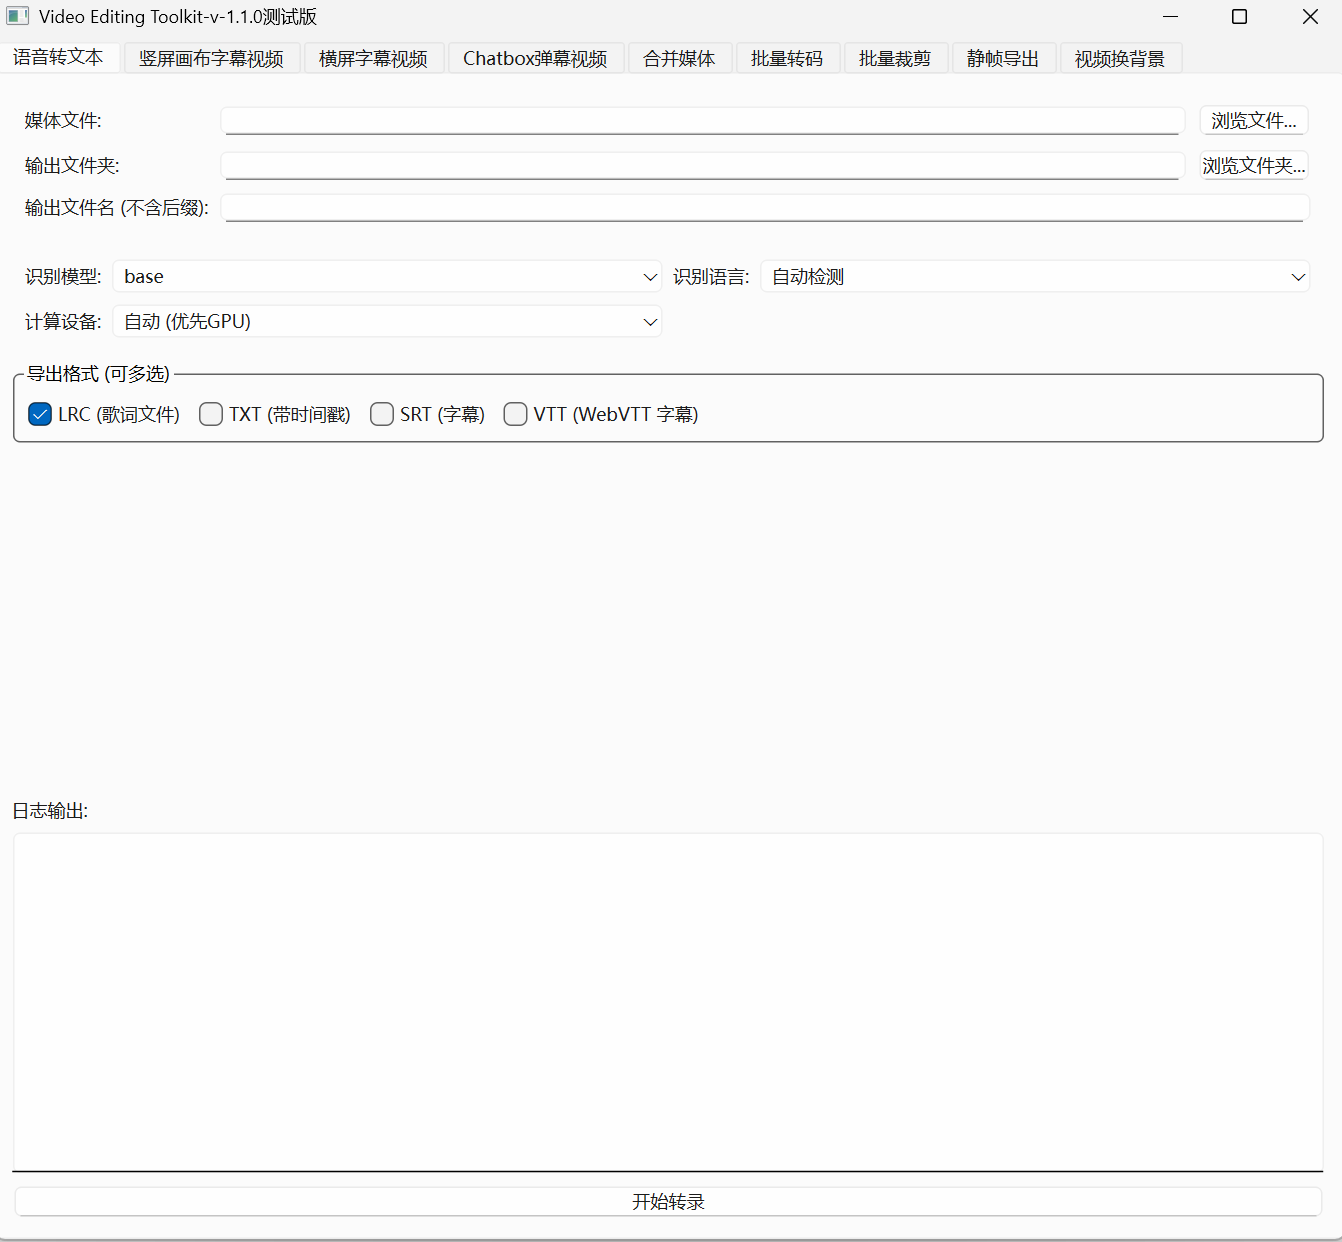 Video Editing Toolkit-v-1.1.0测试版
语音转文本 竖屏画布字幕视频 横屏字幕视频 Chatbox弹幕视频 合并媒体 批量转码 批量裁剪 静帧导出 视频换背景
媒体文件: 浏览文件...
输出文件夹: 浏览文件夹...
输出文件名 (不含后缀):
识别模型: base 识别语言: 自动检测
计算设备: 自动 (优先GPU)
导出格式 (可多选)
LRC (歌词文件) TXT (带时间戳) SRT (字幕) VTT (WebVTT 字幕)
日志输出:
开始转录